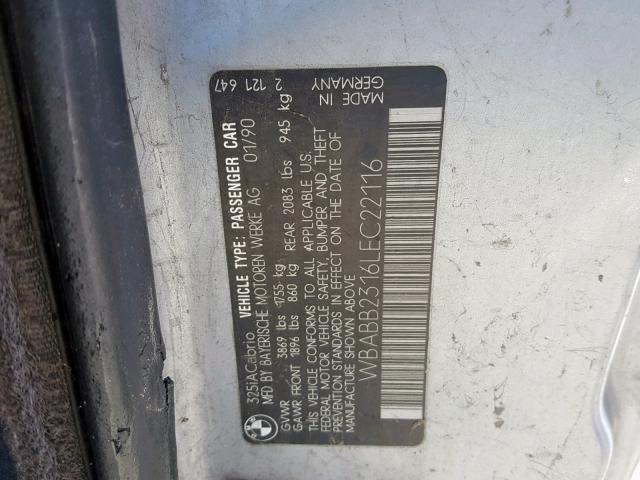 325iACabrio VEHICLE TYPE: PASSENGER CAR 2 121 647
MFD BY BAYERISCHE MOTOREN WERKE AG 01/90
GVWR 3869 lbs 1755 kg
GAWR FRONT 1896 lbs 860 kg REAR 2083 lbs 945 kg
THIS VEHICLE CONFORMS TO ALL APPLICABLE U.S.
FEDERAL MOTOR VEHICLE SAFETY, BUMPER AND THEFT
PREVENTION STANDARDS IN EFFECT ON THE DATE OF
MANUFACTURE SHOWN ABOVE
MADE IN
GERMANY
WBABB2316LEC22116
BMW